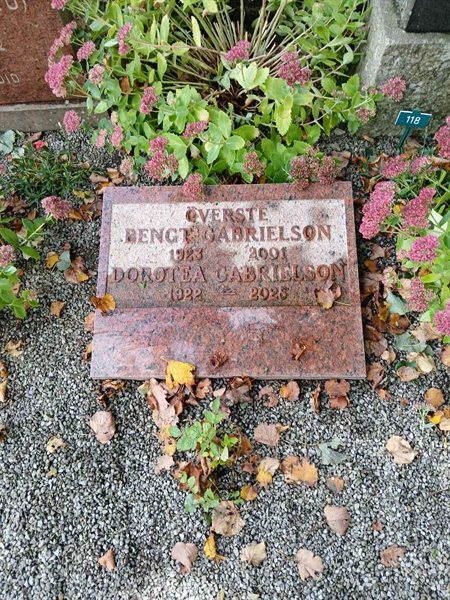 ÖVERSTE
BENGT GABRIELSON
1923 2001
DOROTEA GABRIELSON
1922 2025
118